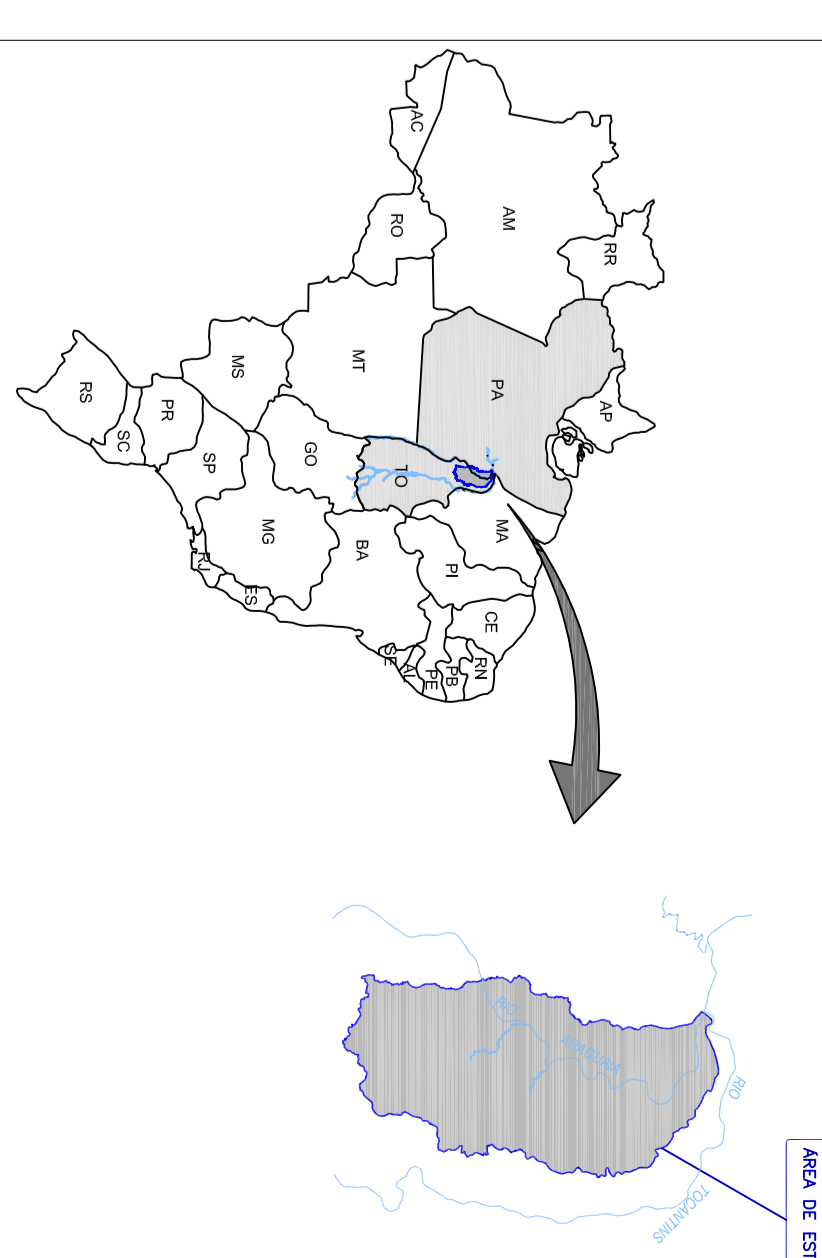 AC
AM
RR
RO
AP
PA
MT
MS
RS
PR
SC
SP
GO
TO
MA
MG
BA
PI
CE
RN
PB
PE
AL
SE
ES
RJ
RIO
ARAGUAIA
RIO
TOCANTINS
ÁREA DE EST